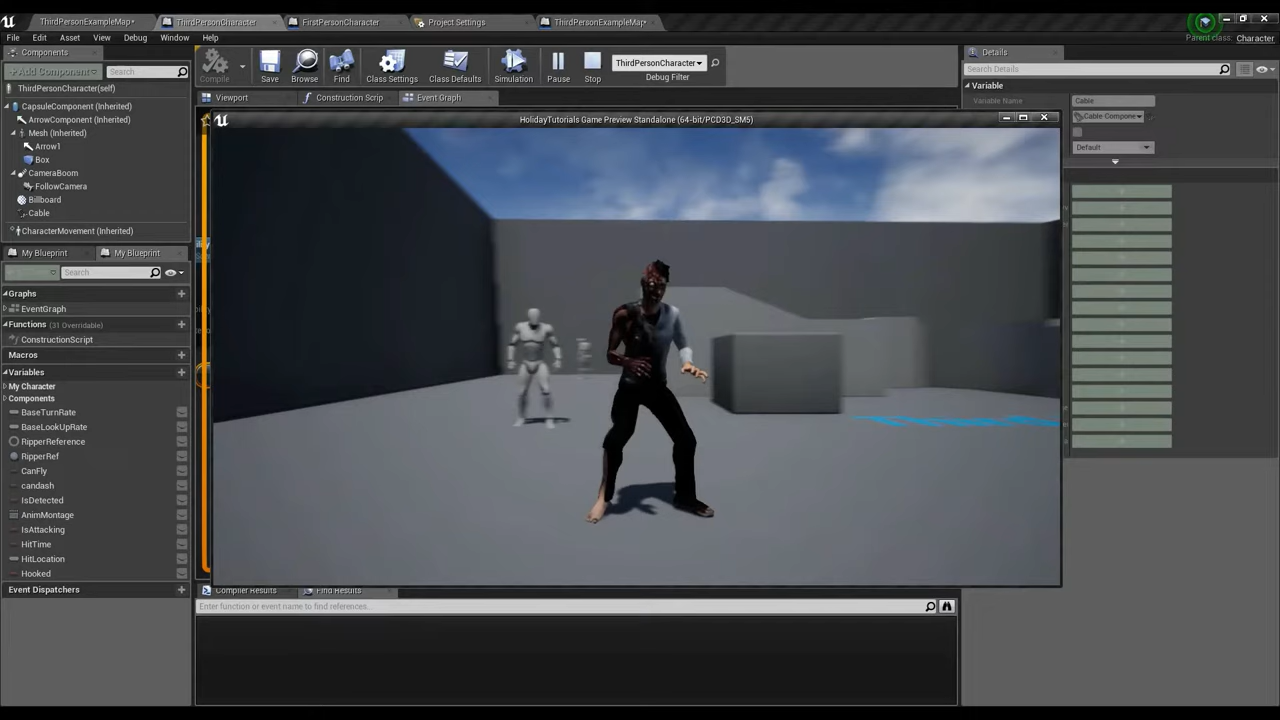 ThirdPersonExampleMap*
ThirdPersonCharacter
FirstPersonCharacter
Project Settings
ThirdPersonExampleMap*
File
Edit
Asset
View
Debug
Window
Help
Parent class: Character
Components
+Add Component
Search
ThirdPersonCharacter(self)
CapsuleComponent (Inherited)
ArrowComponent (Inherited)
Mesh (Inherited)
Arrow1
Box
CameraBoom
FollowCamera
Billboard
Cable
CharacterMovement (Inherited)
My Blueprint
My Blueprint
Search
Graphs
EventGraph
Functions (31 Overridable)
ConstructionScript
Macros
Variables
My Character
Components
BaseTurnRate
BaseLookUpRate
RipperReference
RipperRef
CanFly
candash
IsDetected
AnimMontage
IsAttacking
HitTime
HitLocation
Hooked
Event Dispatchers
Compile
Save
Browse
Find
Class Settings
Class Defaults
Simulation
Pause
Stop
ThirdPersonCharacter
Debug Filter
Viewport
Construction Scrip
Event Graph
HolidayTutorials Game Preview Standalone (64-bit/PCD3D_SM5)
Compiler Results
Find Results
Enter function or event name to find references...
Details
Search Details
Variable
Variable Name
Cable
Cable Compone
Default